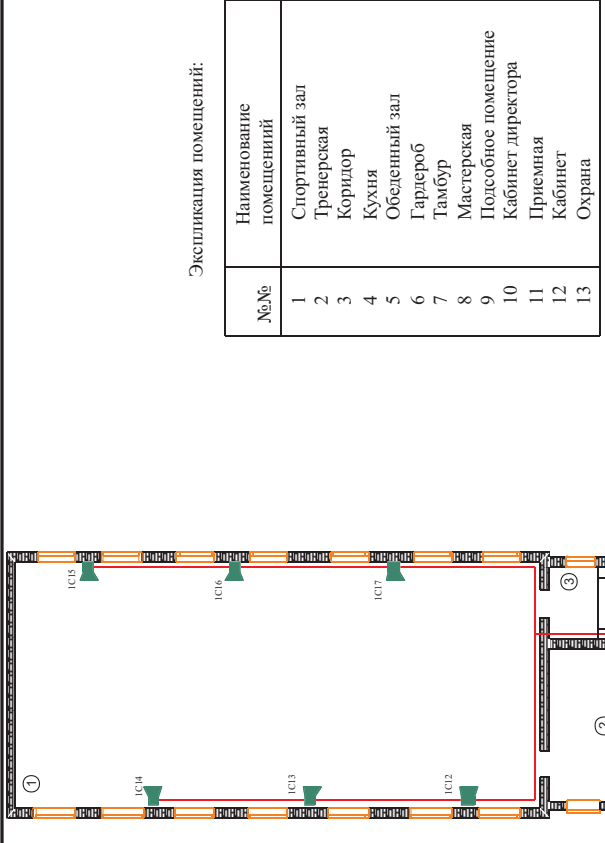 Экспликация помещений:
№№ Наименование
помещениий
1 Спортивный зал
2 Тренерская
3 Коридор
4 Кухня
5 Обеденный зал
6 Гардероб
7 Тамбур
8 Мастерская
9 Подсобное помещение
10 Кабинет директора
11 Приемная
12 Кабинет
13 Охрана
1
1С14
1С13
1С12
1С15
1С16
1С17
3
2